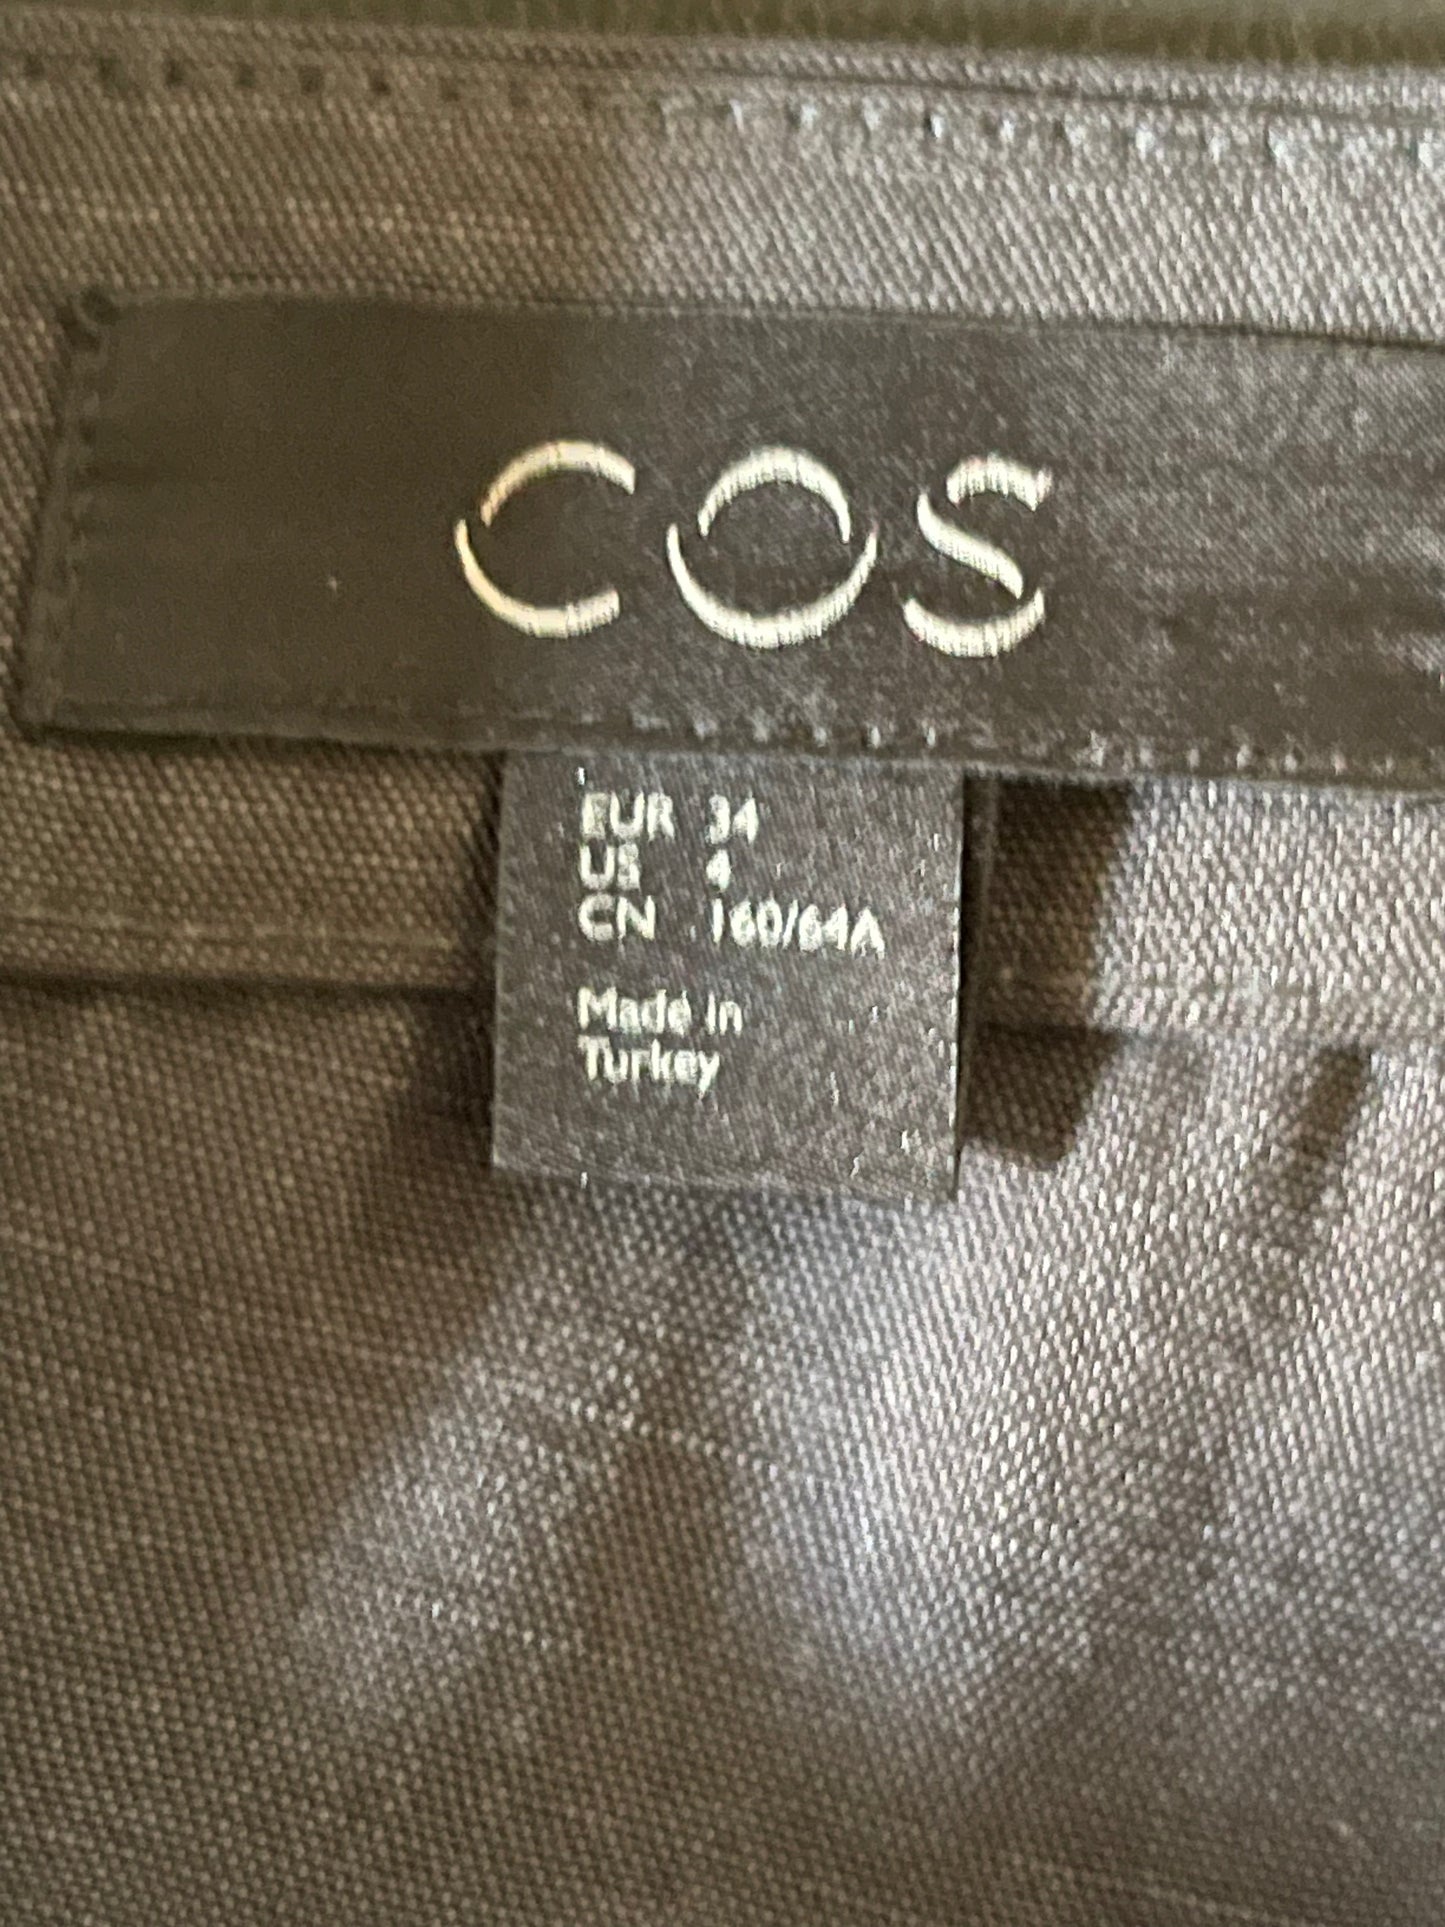 COS
EUR 34
US 4
CN 160/64A
Made in
Turkey